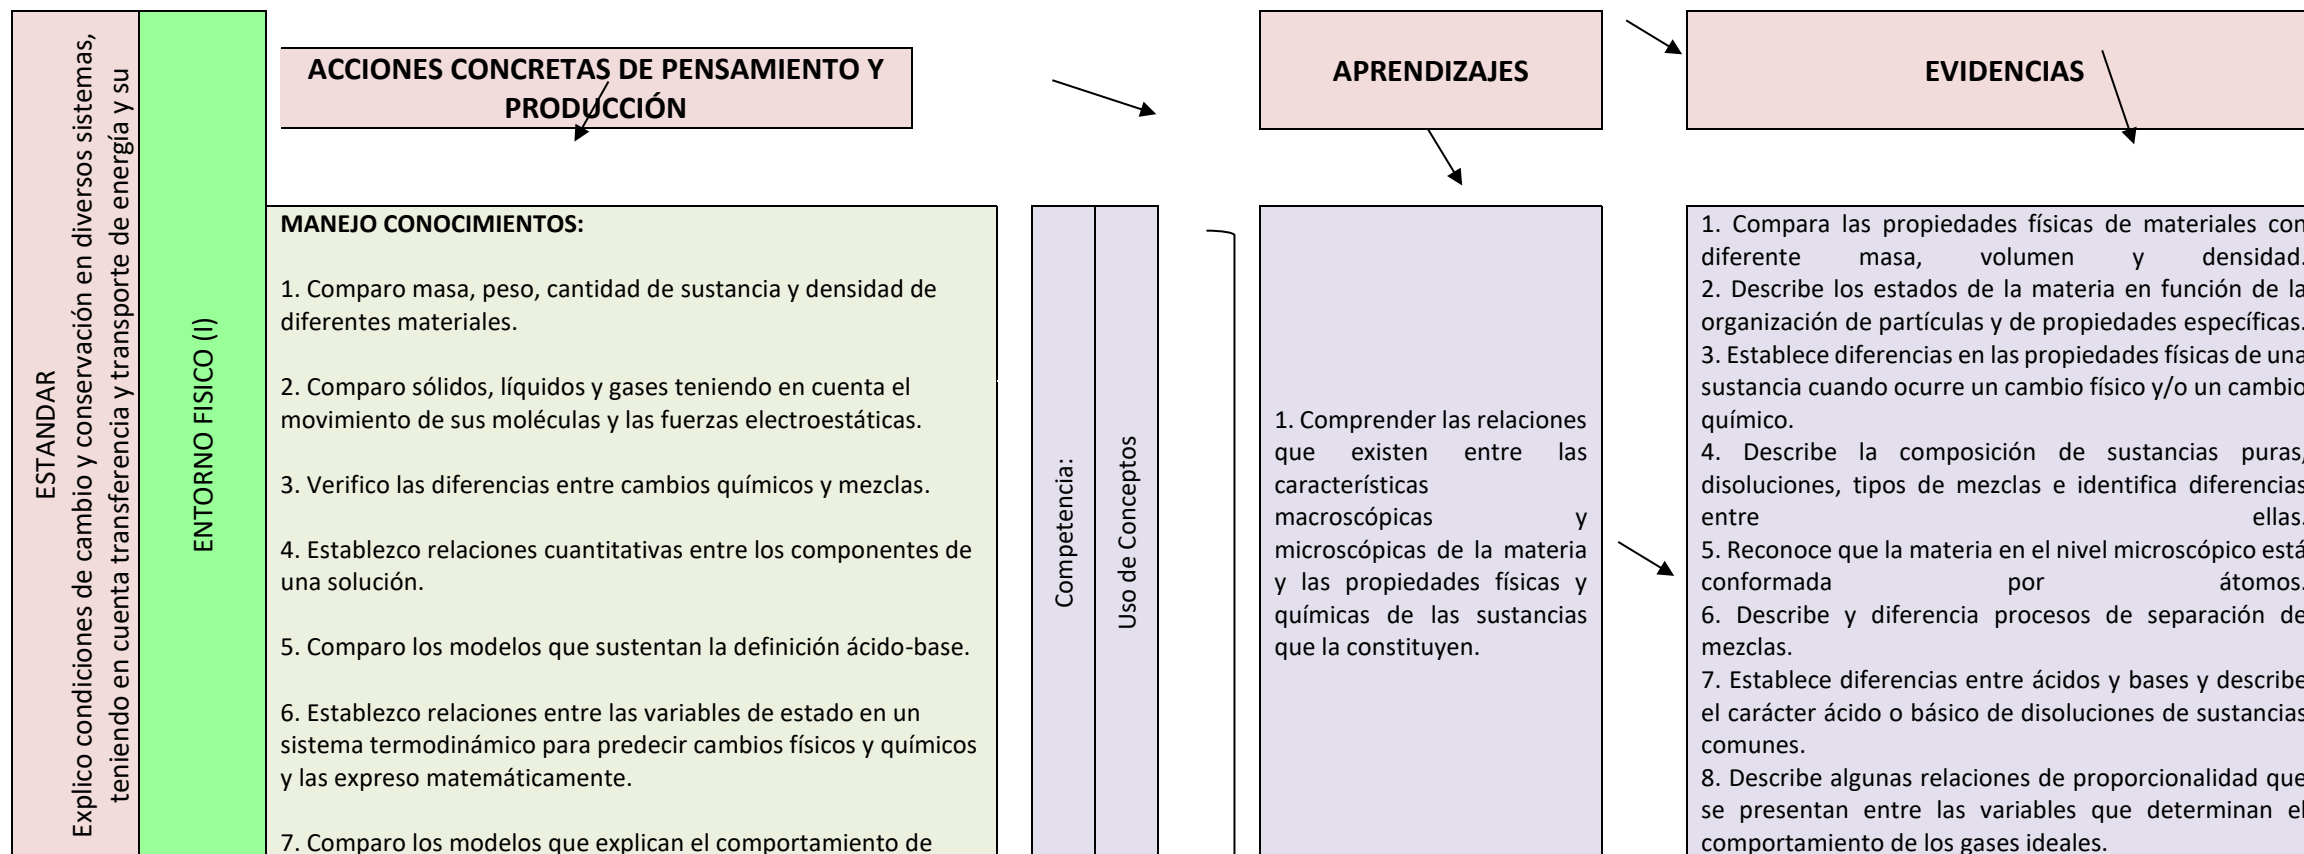 ESTANDAR
Explico condiciones de cambio y conservación en diversos sistemas,
teniendo en cuenta transferencia y transporte de energía y su
ENTORNO FISICO (I)
ACCIONES CONCRETAS DE PENSAMIENTO Y
PRODUCCIÓN
MANEJO CONOCIMIENTOS:
1. Comparo masa, peso, cantidad de sustancia y densidad de
diferentes materiales.
2. Comparo sólidos, líquidos y gases teniendo en cuenta el
movimiento de sus moléculas y las fuerzas electroestáticas.
3. Verifico las diferencias entre cambios químicos y mezclas.
4. Establezco relaciones cuantitativas entre los componentes de
una solución.
5. Comparo los modelos que sustentan la definición ácido-base.
6. Establezco relaciones entre las variables de estado en un
sistema termodinámico para predecir cambios físicos y químicos
y las expreso matemáticamente.
7. Comparo los modelos que explican el comportamiento de
Competencia:
Uso de Conceptos
APRENDIZAJES
1. Comprender las relaciones
que existen entre las
características
macroscópicas y
microscópicas de la materia
y las propiedades físicas y
químicas de las sustancias
que la constituyen.
EVIDENCIAS
1. Compara las propiedades físicas de materiales con
diferente masa, volumen y densidad.
2. Describe los estados de la materia en función de la
organización de partículas y de propiedades específicas.
3. Establece diferencias en las propiedades físicas de una
sustancia cuando ocurre un cambio físico y/o un cambio
químico.
4. Describe la composición de sustancias puras,
disoluciones, tipos de mezclas e identifica diferencias
entre ellas.
5. Reconoce que la materia en el nivel microscópico está
conformada por átomos.
6. Describe y diferencia procesos de separación de
mezclas.
7. Establece diferencias entre ácidos y bases y describe
el carácter ácido o básico de disoluciones de sustancias
comunes.
8. Describe algunas relaciones de proporcionalidad que
se presentan entre las variables que determinan el
comportamiento de los gases ideales.